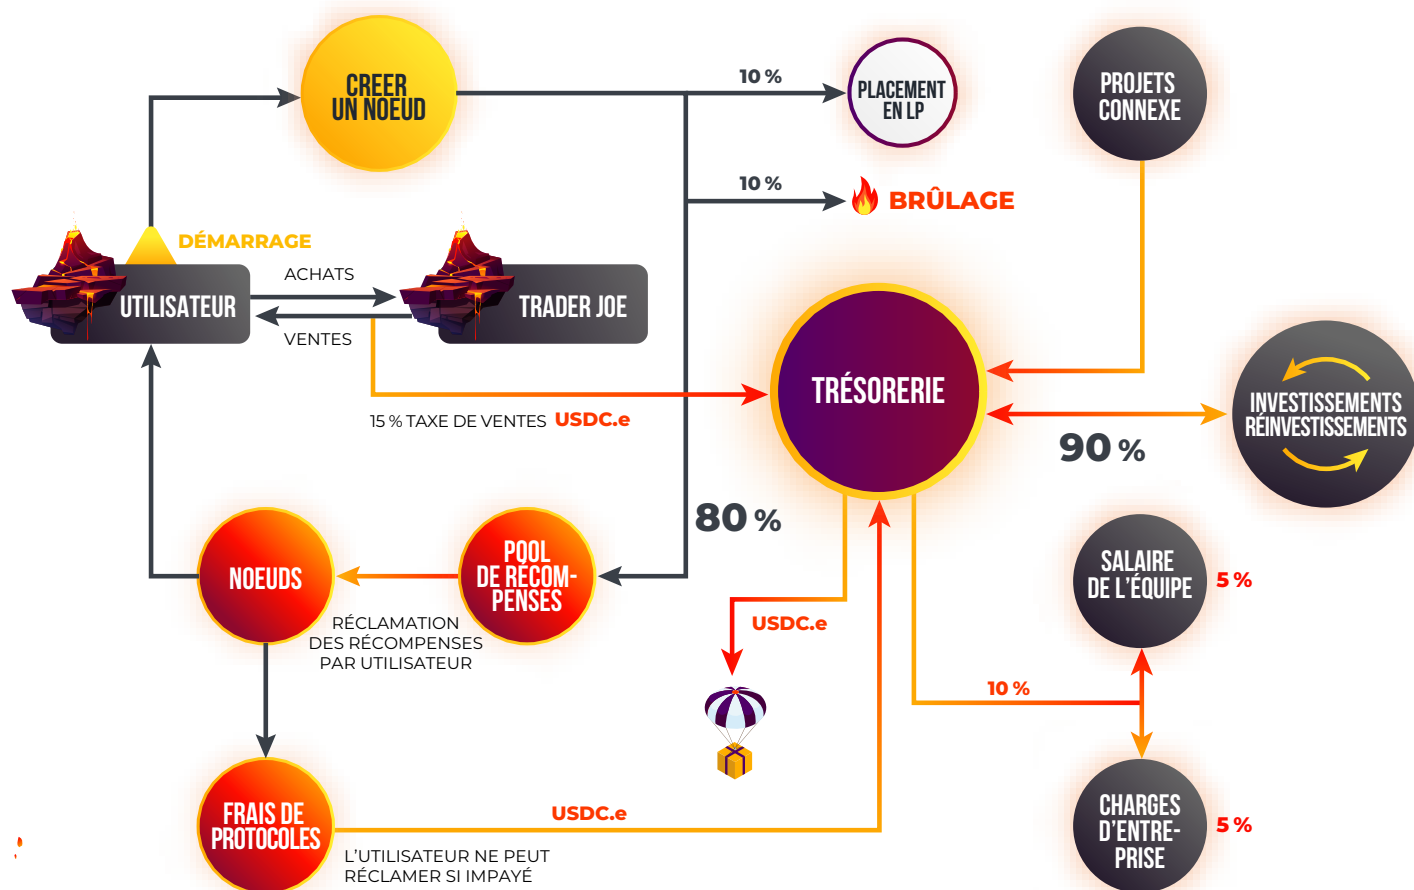 CREER
UN NOEUD
10 %
PLACEMENT
EN LP
PROJETS
CONNEXE
10 %
BRÛLAGE
DÉMARRAGE
UTILISATEUR
ACHATS
VENTES
TRADER JOE
TRÉSORERIE
15 % TAXE DE VENTES USDC.e
INVESTISSEMENTS
RÉINVESTISSEMENTS
90 %
80 %
NOEUDS
POOL
DE RÉCOM-
PENSES
RÉCLAMATION
DES RÉCOMPENSES
PAR UTILISATEUR
USDC.e
SALAIRE
DE L'ÉQUIPE
5 %
10 %
FRAIS DE
PROTOCOLES
USDC.e
L'UTILISATEUR NE PEUT
RÉCLAMER SI IMPAYÉ
CHARGES
D'ENTRE-
PRISE
5 %